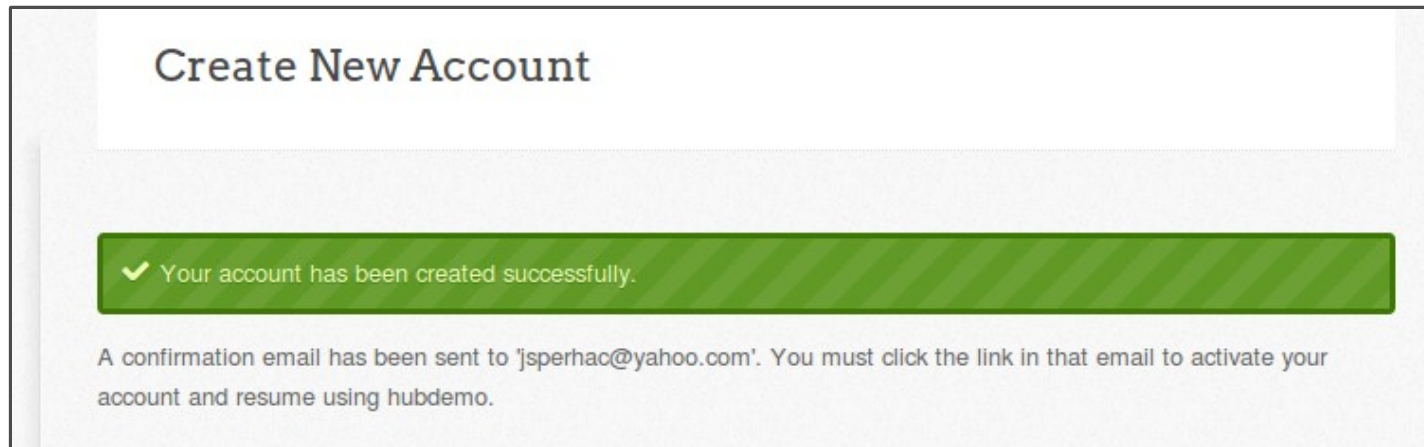 Create New Account
Your account has been created successfully.
A confirmation email has been sent to 'jsperhac@yahoo.com'. You must click the link in that email to activate your
account and resume using hubdemo.